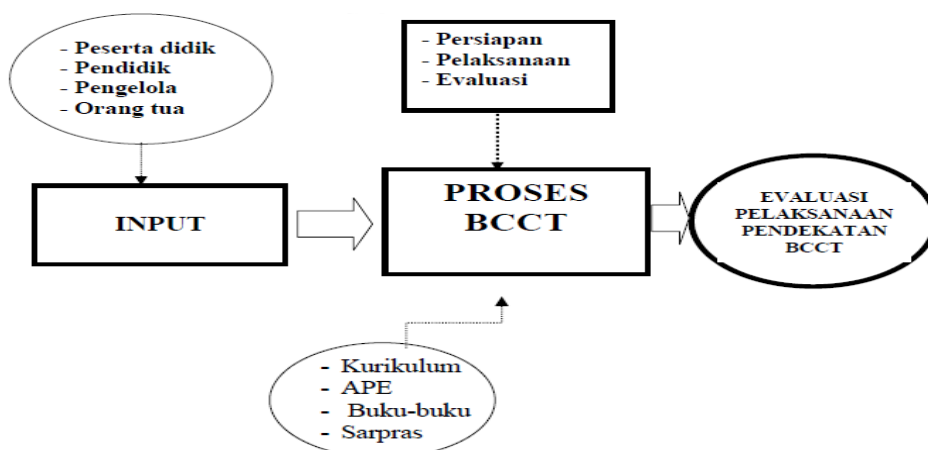 - Peserta didik
- Pendidik
- Pengelola
- Orang tua
- Persiapan
- Pelaksanaan
- Evaluasi
INPUT
PROSES
BCCT
EVALUASI
PELAKSANAAN
PENDEKATAN
BCCT
- Kurikulum
- APE
- Buku-buku
- Sarpras